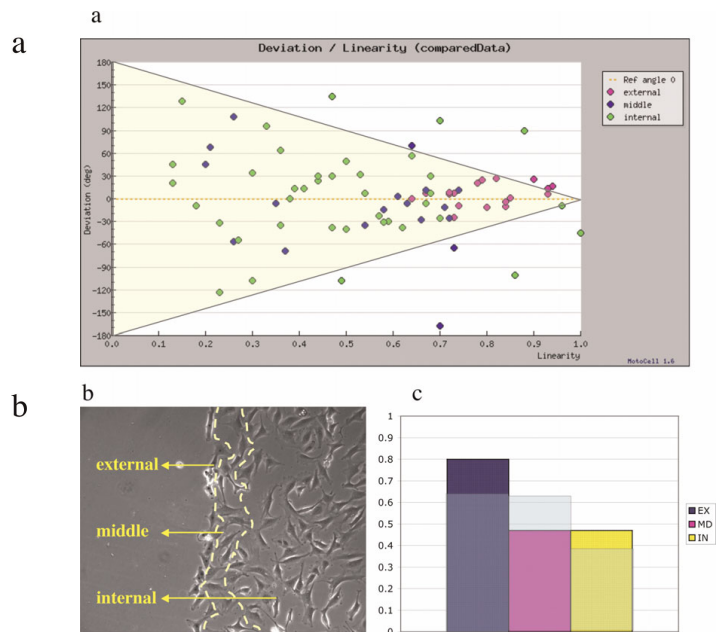 a
a
Deviation / Linearity (comparedData)
180
150
120
90
60
30
0
-30
-60
-90
-120
-150
-180
Deviation (deg)
0.0 0.1 0.2 0.3 0.4 0.5 0.6 0.7 0.8 0.9 1.0
Linearity
MotoCell 1.6
Ref angle 0
external
middle
internal
b
b
external
middle
internal
c
1
0.9
0.8
0.7
0.6
0.5
0.4
0.3
0.2
0.1
0
EX
MD
IN